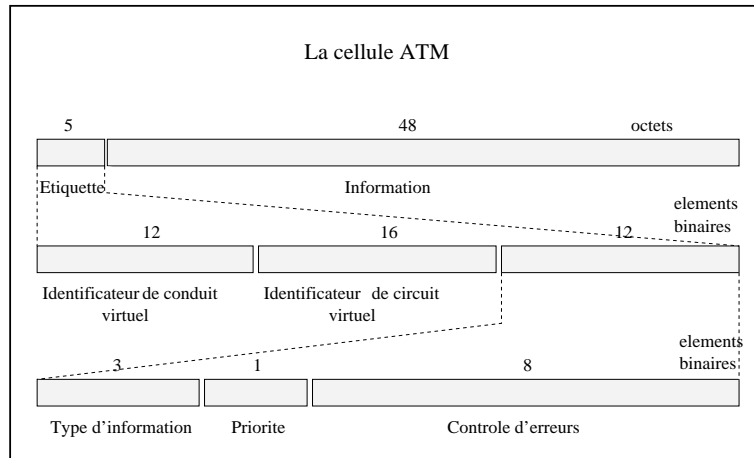 La cellule ATM
5 48 octets
Etiquette Information
elements
binaires
12 16 12
Identificateur de conduit
virtuel
Identificateur de circuit
virtuel
elements
binaires
3 1 8
Type d'information Priorite Controle d'erreurs